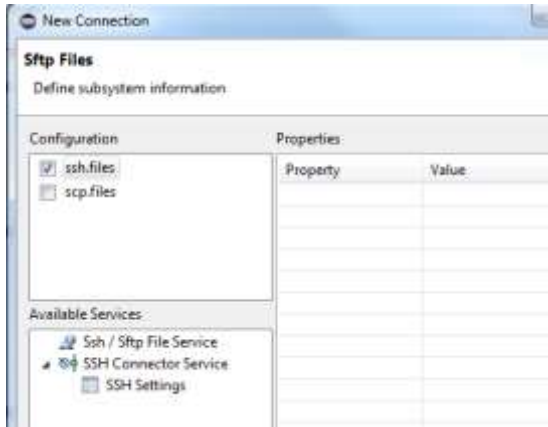 New Connection
Sftp Files
Define subsystem information
Configuration
Properties
ssh.files
scp.files
Property Value
Available Services
Ssh / Sftp File Service
SSH Connector Service
SSH Settings